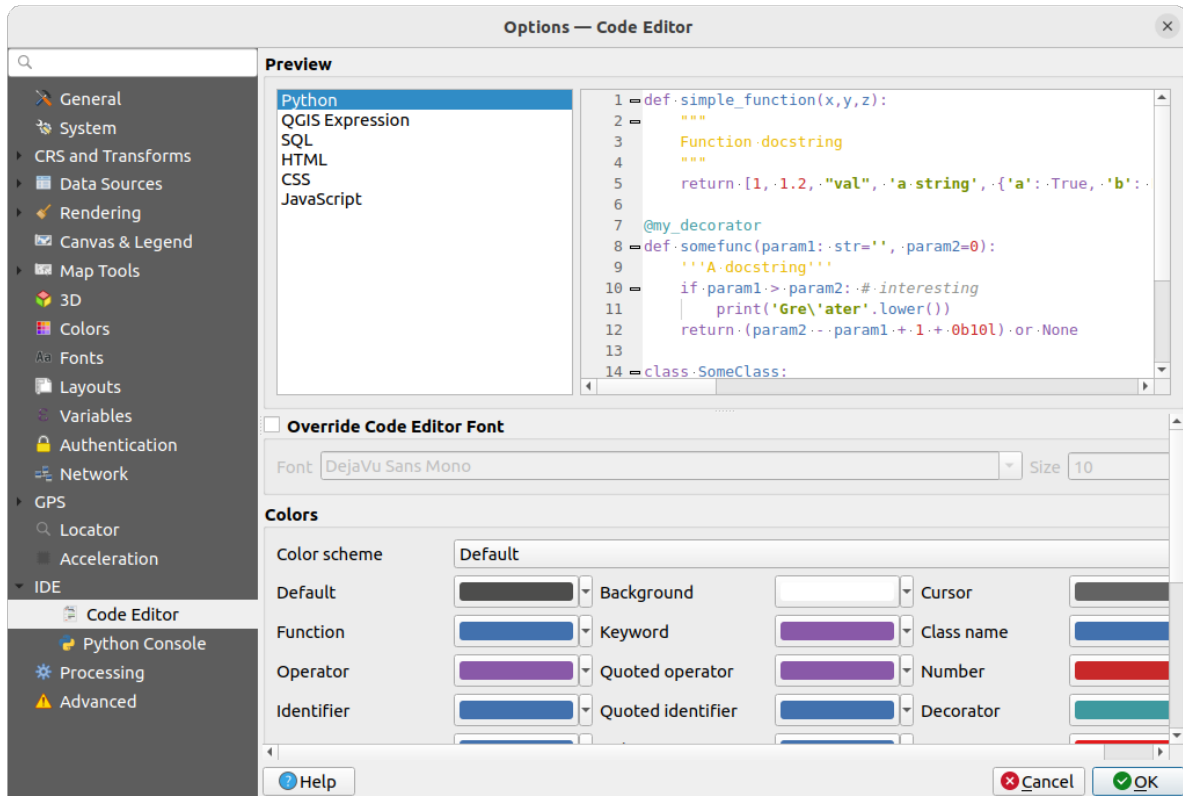 Options — Code Editor
General
System
CRS and Transforms
Data Sources
Rendering
Canvas & Legend
Map Tools
3D
Colors
Aa Fonts
Layouts
ε Variables
Authentication
Network
GPS
Locator
Acceleration
IDE
Code Editor
Python Console
Processing
Advanced
Preview
Python
QGIS Expression
SQL
HTML
CSS
JavaScript
1 def simple_function(x,y,z):
2 """
3 Function docstring
4 """
5 return [1, 1.2, "val", 'a string', {'a': True, 'b':
6
7 @my_decorator
8 def somefunc(param1: str='', param2=0):
9 '''A docstring'''
10 if param1 > param2: # interesting
11 print('Gre\'ater'.lower())
12 return (param2 - param1 + 1 + 0b10l) or None
13
14 class SomeClass:
Override Code Editor Font
Font DejaVu Sans Mono Size 10
Colors
Color scheme Default
Default Background Cursor
Function Keyword Class name
Operator Quoted operator Number
Identifier Quoted identifier Decorator
Help Cancel OK